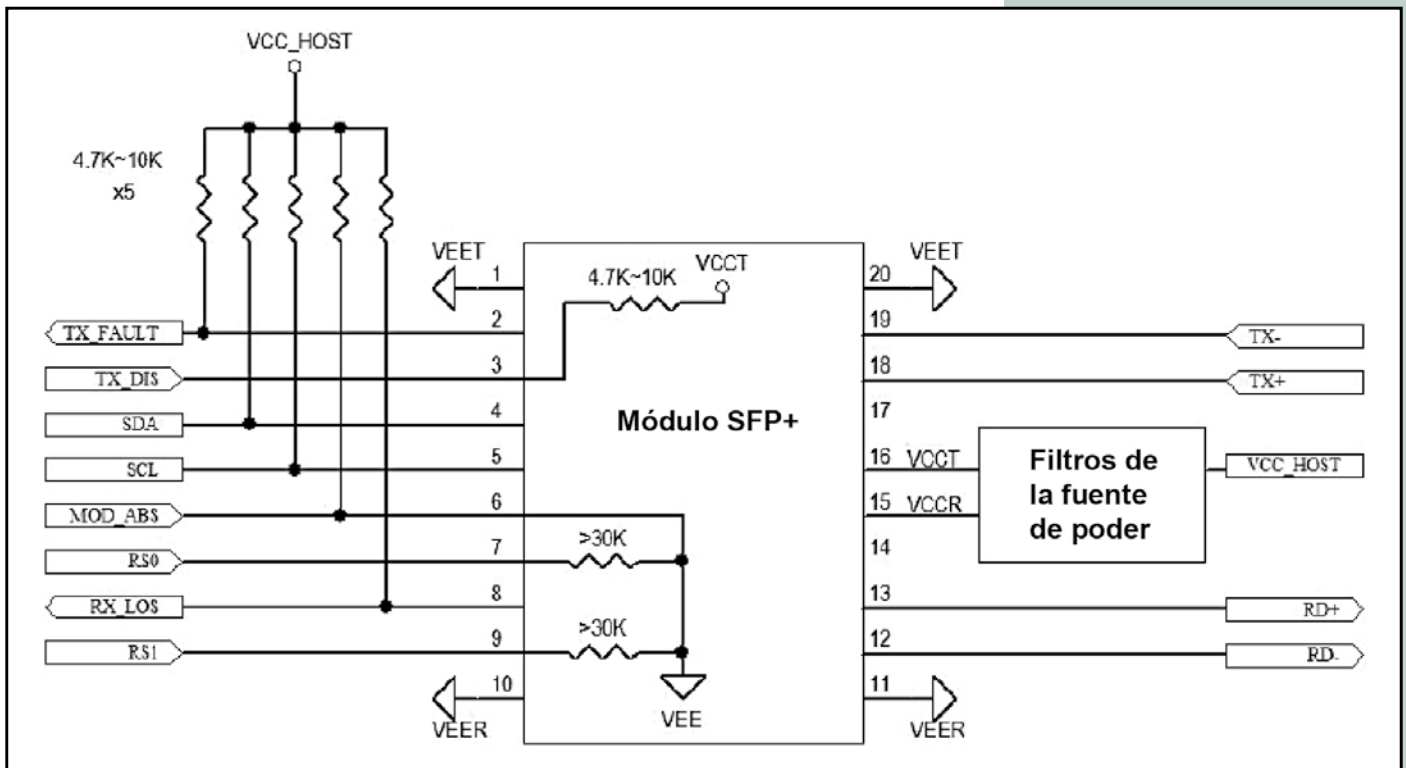 VCC_HOST
4.7K~10K
x5
VEET
1
2
3
4
5
6
7
8
9
10
VEER
TX_FAULT
TX_DIS
SDA
SCL
MOD_ABS
RS0
RX_LOS
RS1
4.7K~10K
VCCT
Módulo SFP+
>30K
>30K
VEE
VEET
20
19
18
17
16 VCCT
15 VCCR
14
13
12
11
VEER
Filtros de
la fuente
de poder
TX-
TX+
VCC_HOST
RD+
RD-